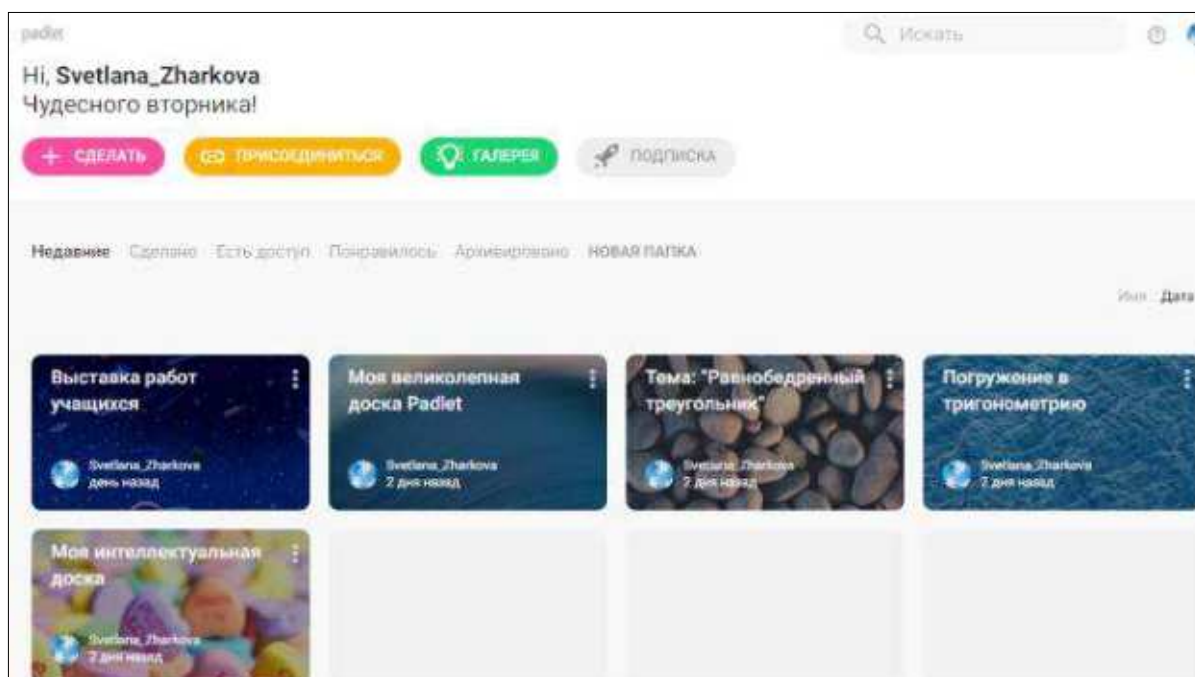 padlet
Искать
Hi, Svetlana_Zharkova
Чудесного вторника!
СДЕЛАТЬ ПРИСОЕДИНИТЬСЯ ГАЛЕРЕЯ ПОДПИСКА
Недавние Сделано Есть доступ Понравилось Архивировано НОВАЯ ПАПКА
Имя Дата
Выставка работ
учащихся
Svetlana_Zharkova
день назад
Моя великолепная
доска Padlet
Svetlana_Zharkova
2 дня назад
Тема: "Равнобедренный
треугольник"
Svetlana_Zharkova
2 дня назад
Погружение в
тригонометрию
Svetlana_Zharkova
2 дня назад
Моя интеллектуальная
доска
Svetlana_Zharkova
2 дня назад